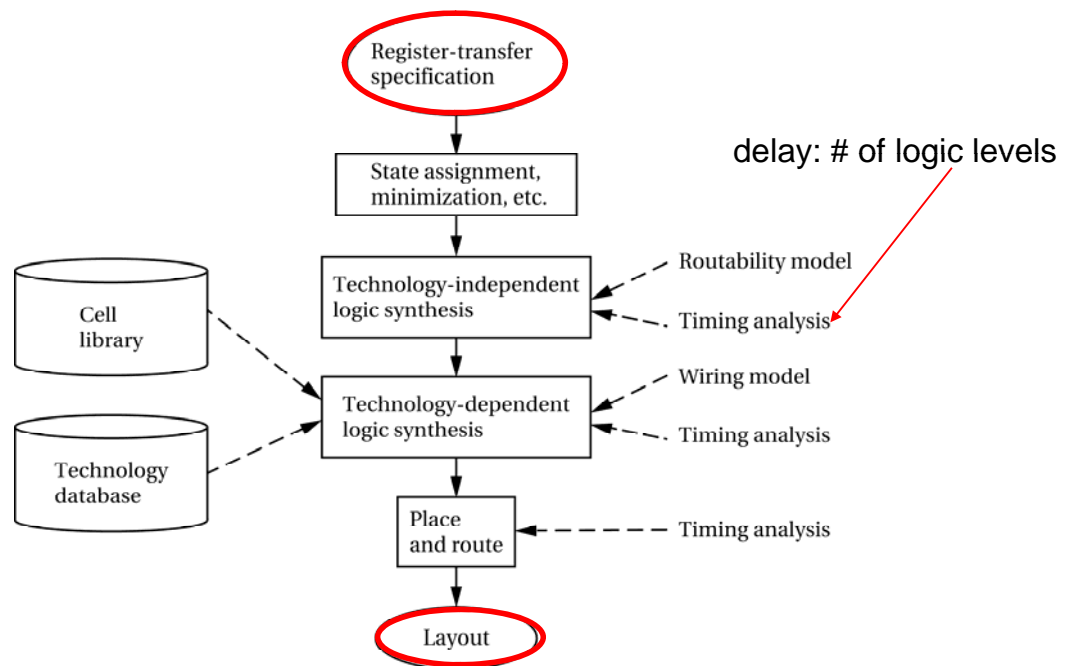 Register-transfer
specification
delay: # of logic levels
State assignment,
minimization, etc.
Technology-independent
logic synthesis
Routability model
Timing analysis
Cell
library
Technology-dependent
logic synthesis
Wiring model
Timing analysis
Technology
database
Place
and route
Timing analysis
Layout